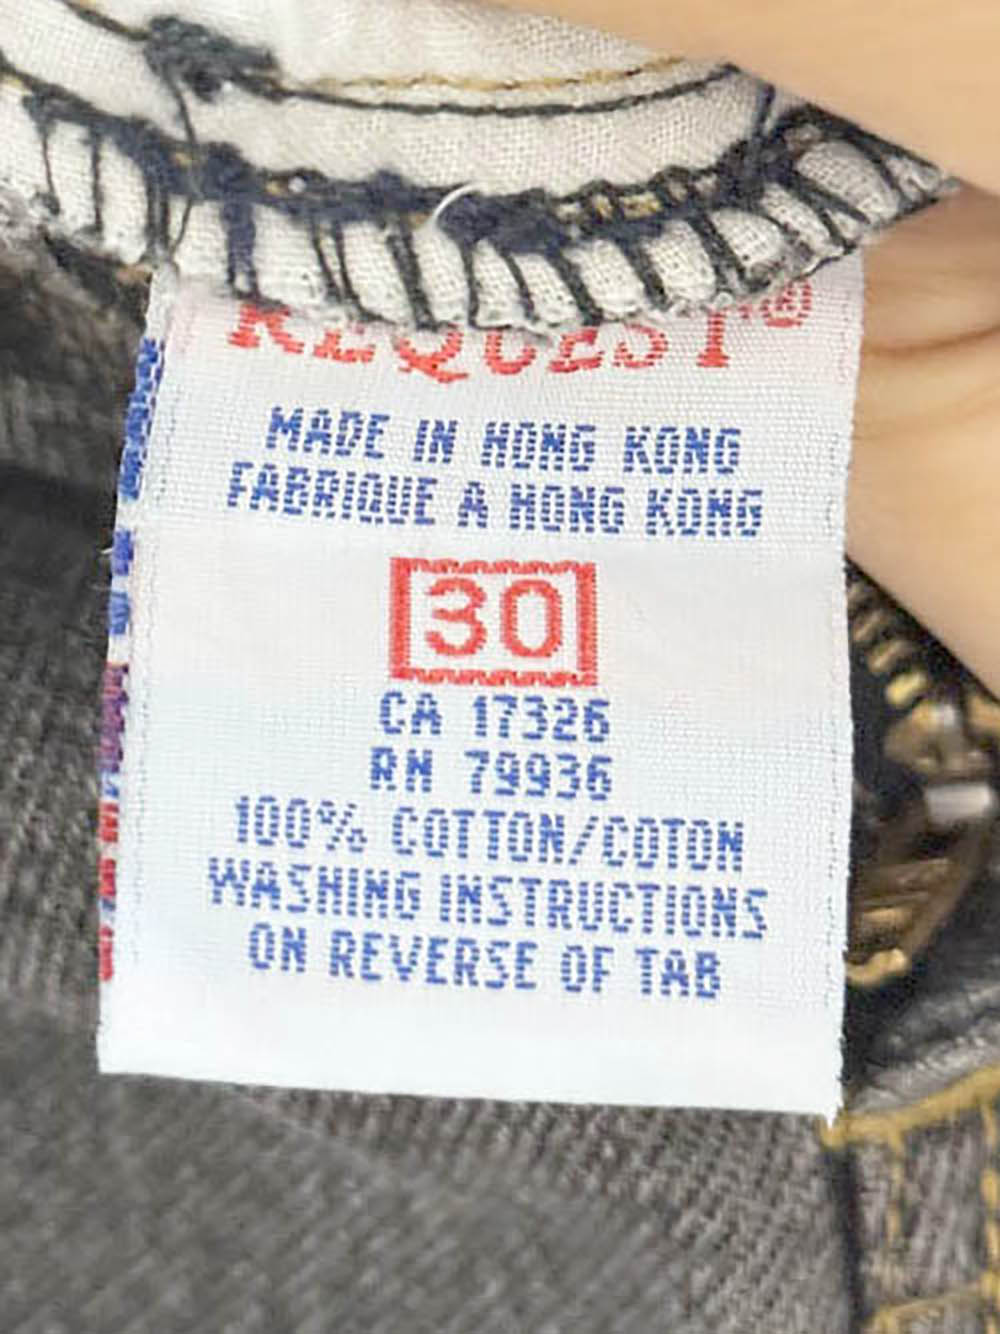 REQUEST®
MADE IN HONG KONG
FABRIQUE A HONG KONG
30
CA 17326
RN 79936
100% COTTON/COTON
WASHING INSTRUCTIONS
ON REVERSE OF TAB